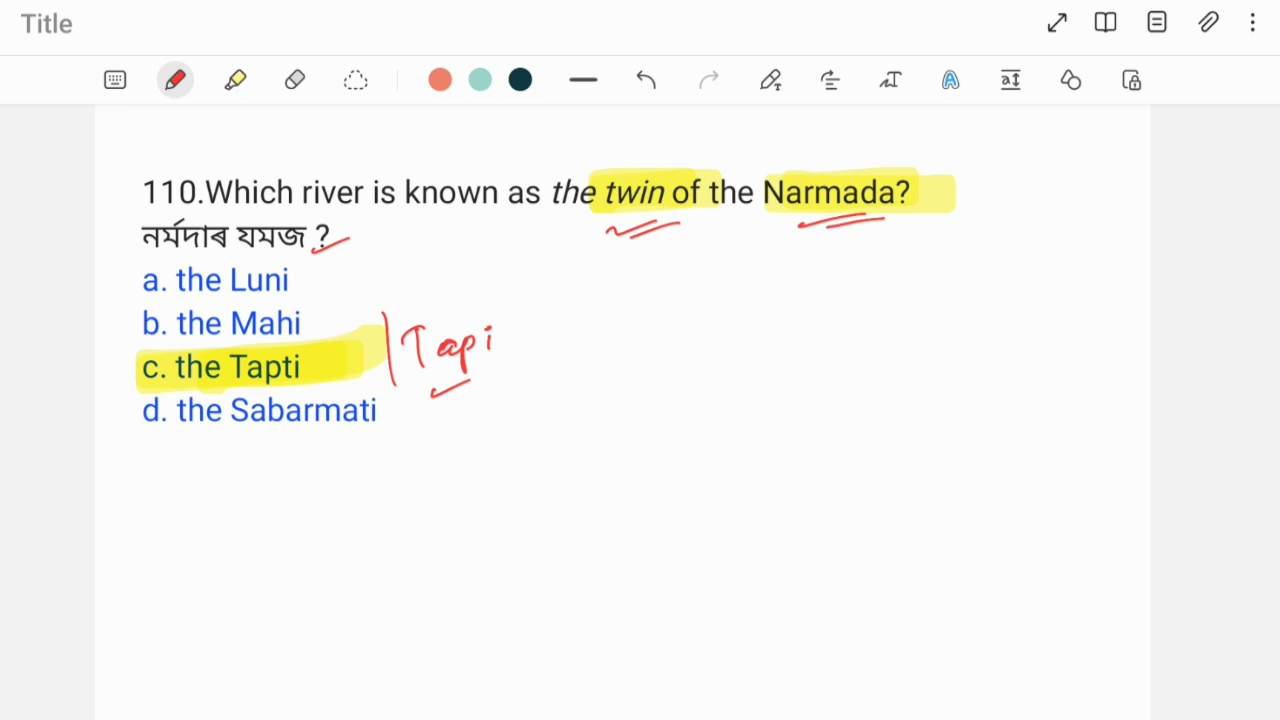 Title
110.Which river is known as the twin of the Narmada?
নৰ্মদাৰ যমজ ?
a. the Luni
b. the Mahi
c. the Tapti
Tapi
d. the Sabarmati